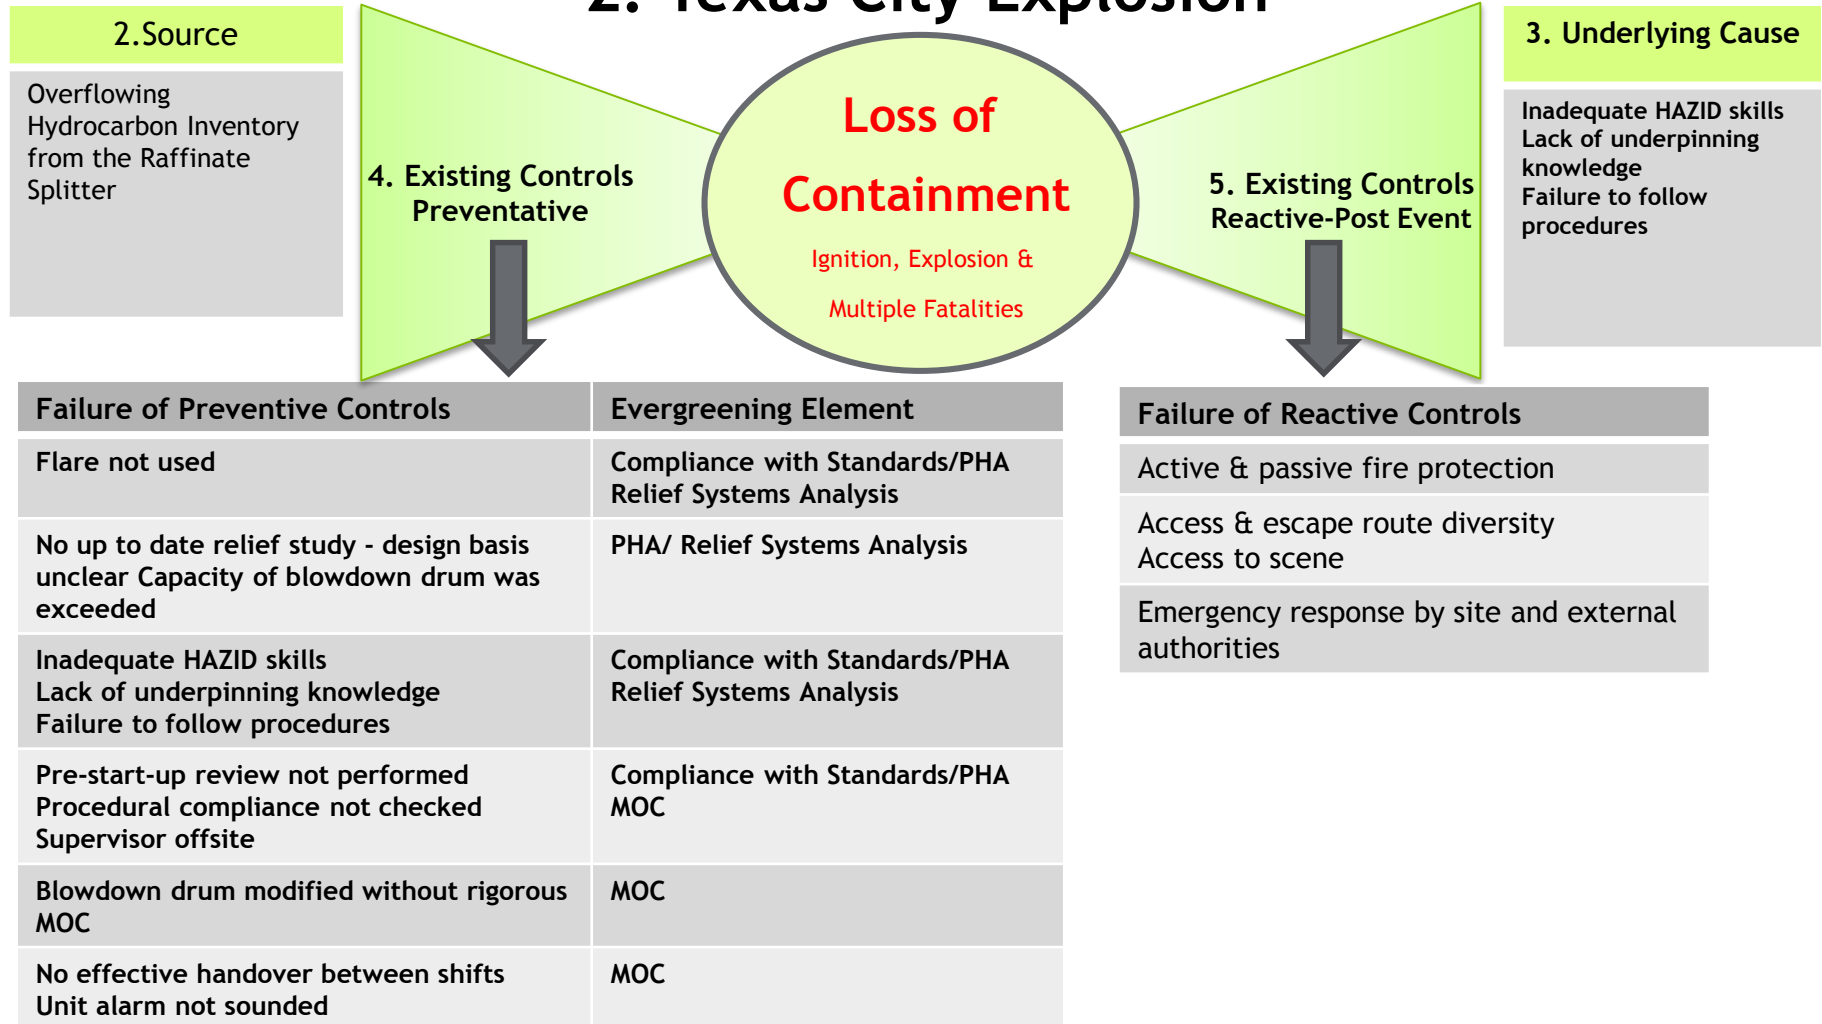 2. Texas City Explosion
2.Source
Overflowing
Hydrocarbon Inventory
from the Raffinate
Splitter
4. Existing Controls
Preventative
Loss of
Containment
Ignition, Explosion &
Multiple Fatalities
5. Existing Controls
Reactive-Post Event
3. Underlying Cause
Inadequate HAZID skills
Lack of underpinning
knowledge
Failure to follow
procedures
Failure of Preventive Controls
Evergreening Element
Flare not used
Compliance with Standards/PHA
Relief Systems Analysis
No up to date relief study - design basis
unclear Capacity of blowdown drum was
exceeded
PHA/ Relief Systems Analysis
Inadequate HAZID skills
Lack of underpinning knowledge
Failure to follow procedures
Compliance with Standards/PHA
Relief Systems Analysis
Pre-start-up review not performed
Procedural compliance not checked
Supervisor offsite
Compliance with Standards/PHA
MOC
Blowdown drum modified without rigorous
MOC
MOC
No effective handover between shifts
Unit alarm not sounded
MOC
Failure of Reactive Controls
Active & passive fire protection
Access & escape route diversity
Access to scene
Emergency response by site and external
authorities